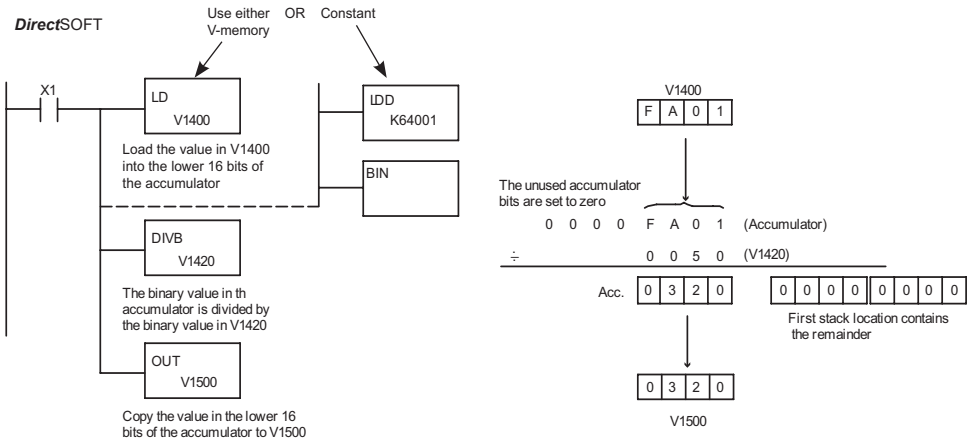 DirectSOFT
Use either OR Constant
V-memory
X1
LD
V1400
Load the value in V1400
into the lower 16 bits of
the accumulator
LDD
K64001
BIN
DIVB
V1420
The binary value in th
accumulator is divided by
the binary value in V1420
OUT
V1500
Copy the value in the lower 16
bits of the accumulator to V1500
V1400
F A 0 1
The unused accumulator
bits are set to zero
0 0 0 0 F A 0 1 (Accumulator)
÷ 0 0 5 0 (V1420)
Acc. 0 3 2 0 0 0 0 0 0 0 0 0
First stack location contains
the remainder
0 3 2 0
V1500